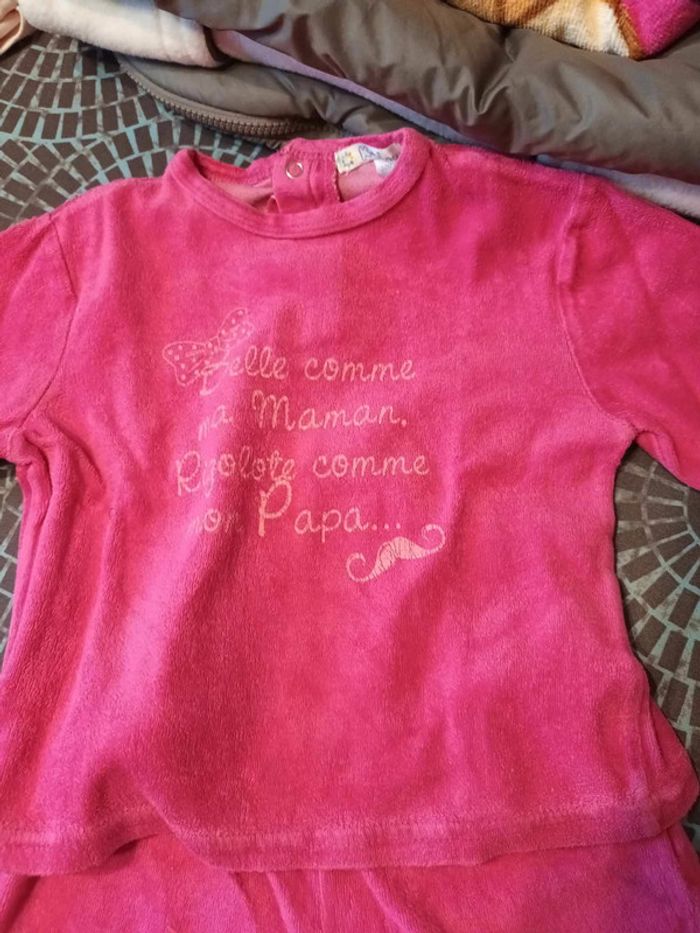 Belle comme
ma Maman,
Rigolote comme
mon Papa...